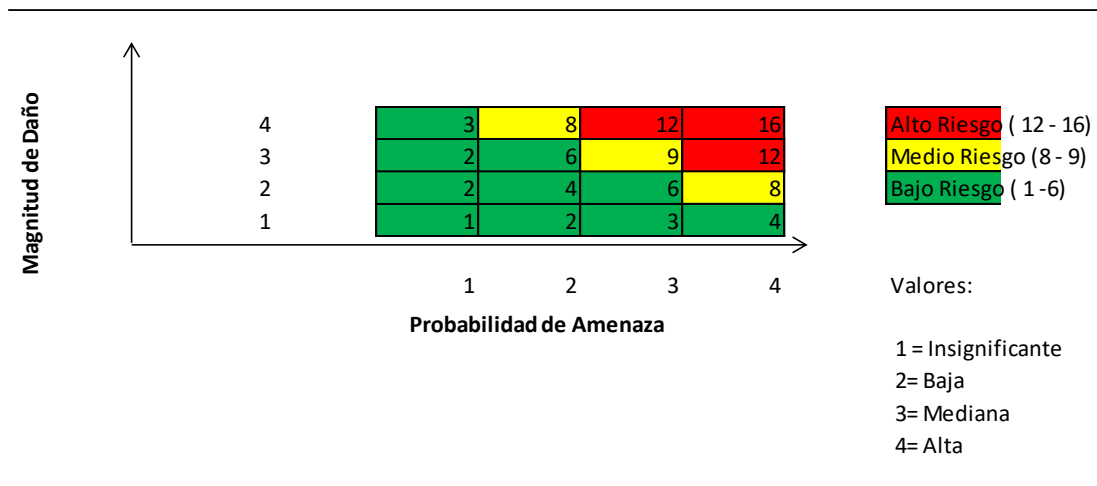 Magnitud de Daño
4 3 8 12 16 Alto Riesgo ( 12 - 16)
3 2 6 9 12 Medio Riesgo (8 - 9)
2 2 4 6 8 Bajo Riesgo ( 1 -6)
1 1 2 3 4
1 2 3 4 Valores:
Probabilidad de Amenaza
1 = Insignificante
2= Baja
3= Mediana
4= Alta